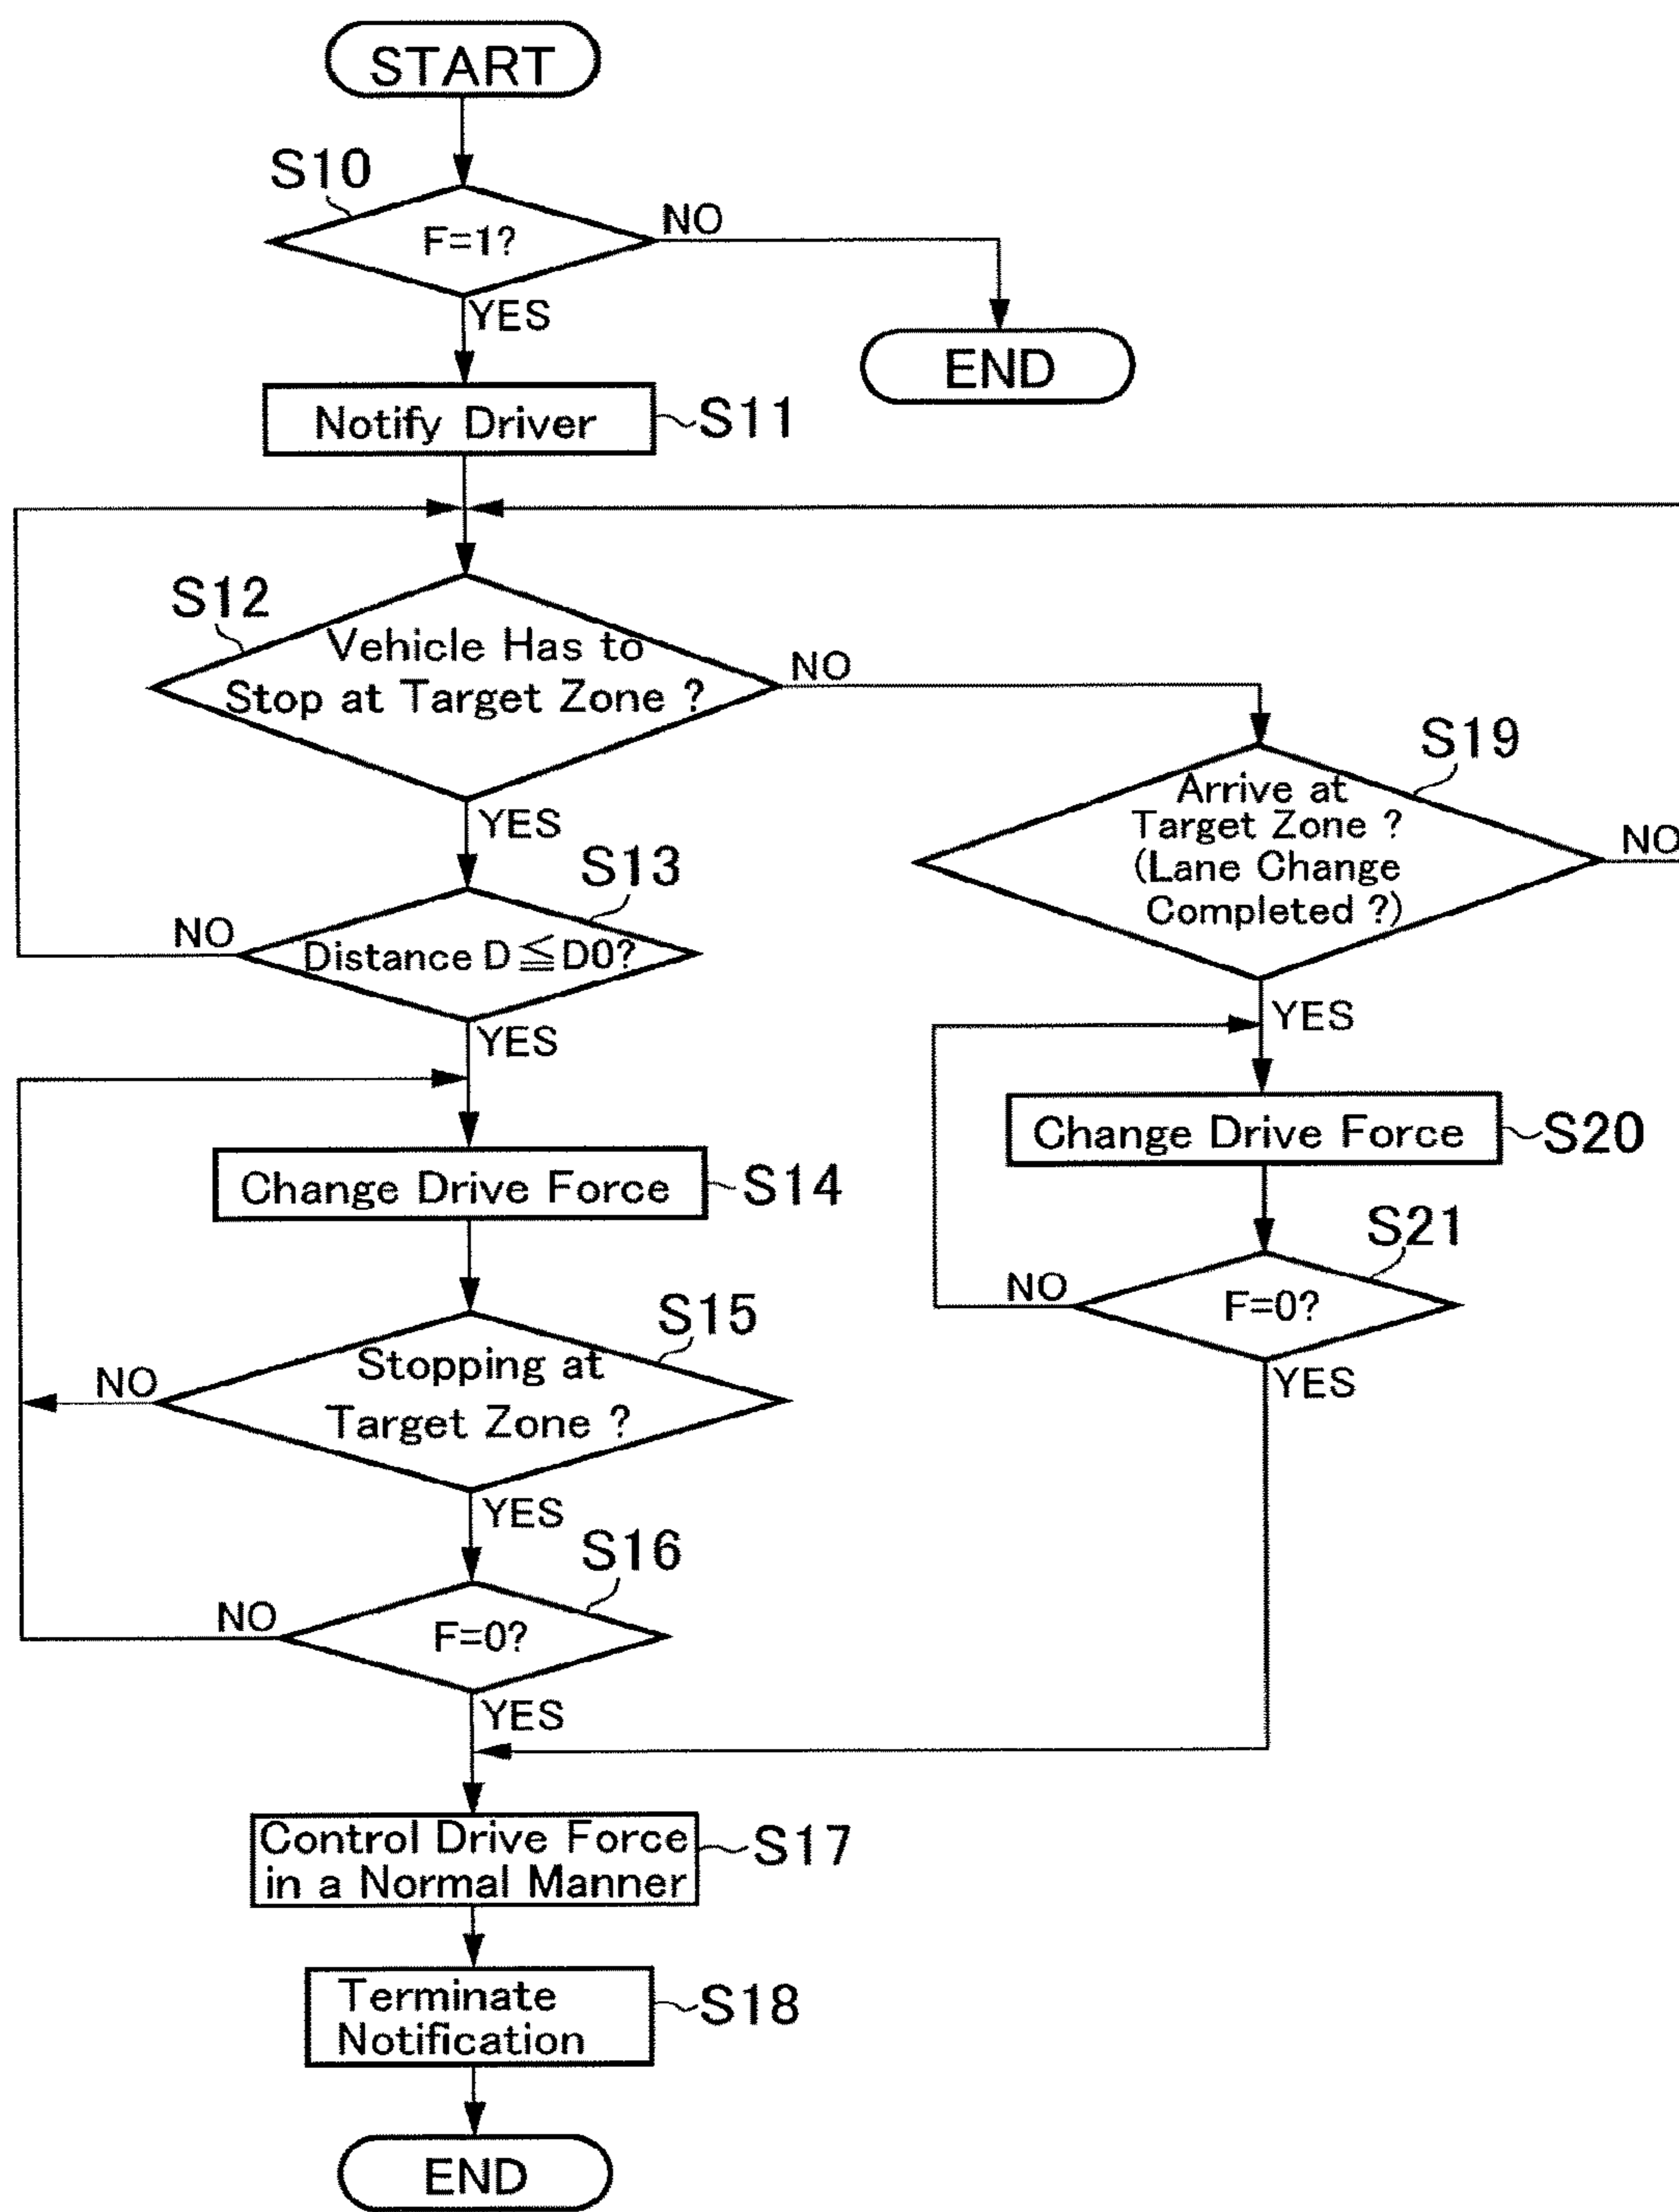 START
S10
F=1?
NO
YES
END
Notify Driver
S11
S12
Vehicle Has to
Stop at Target Zone ?
NO
YES
S19
Arrive at
Target Zone ?
(Lane Change
Completed ?)
NO
YES
S13
Distance D ≦ D0?
NO
YES
Change Drive Force
S14
Change Drive Force
S20
S15
Stopping at
Target Zone ?
NO
YES
S21
F=0?
NO
YES
S16
F=0?
NO
YES
Control Drive Force
in a Normal Manner
S17
Terminate
Notification
S18
END